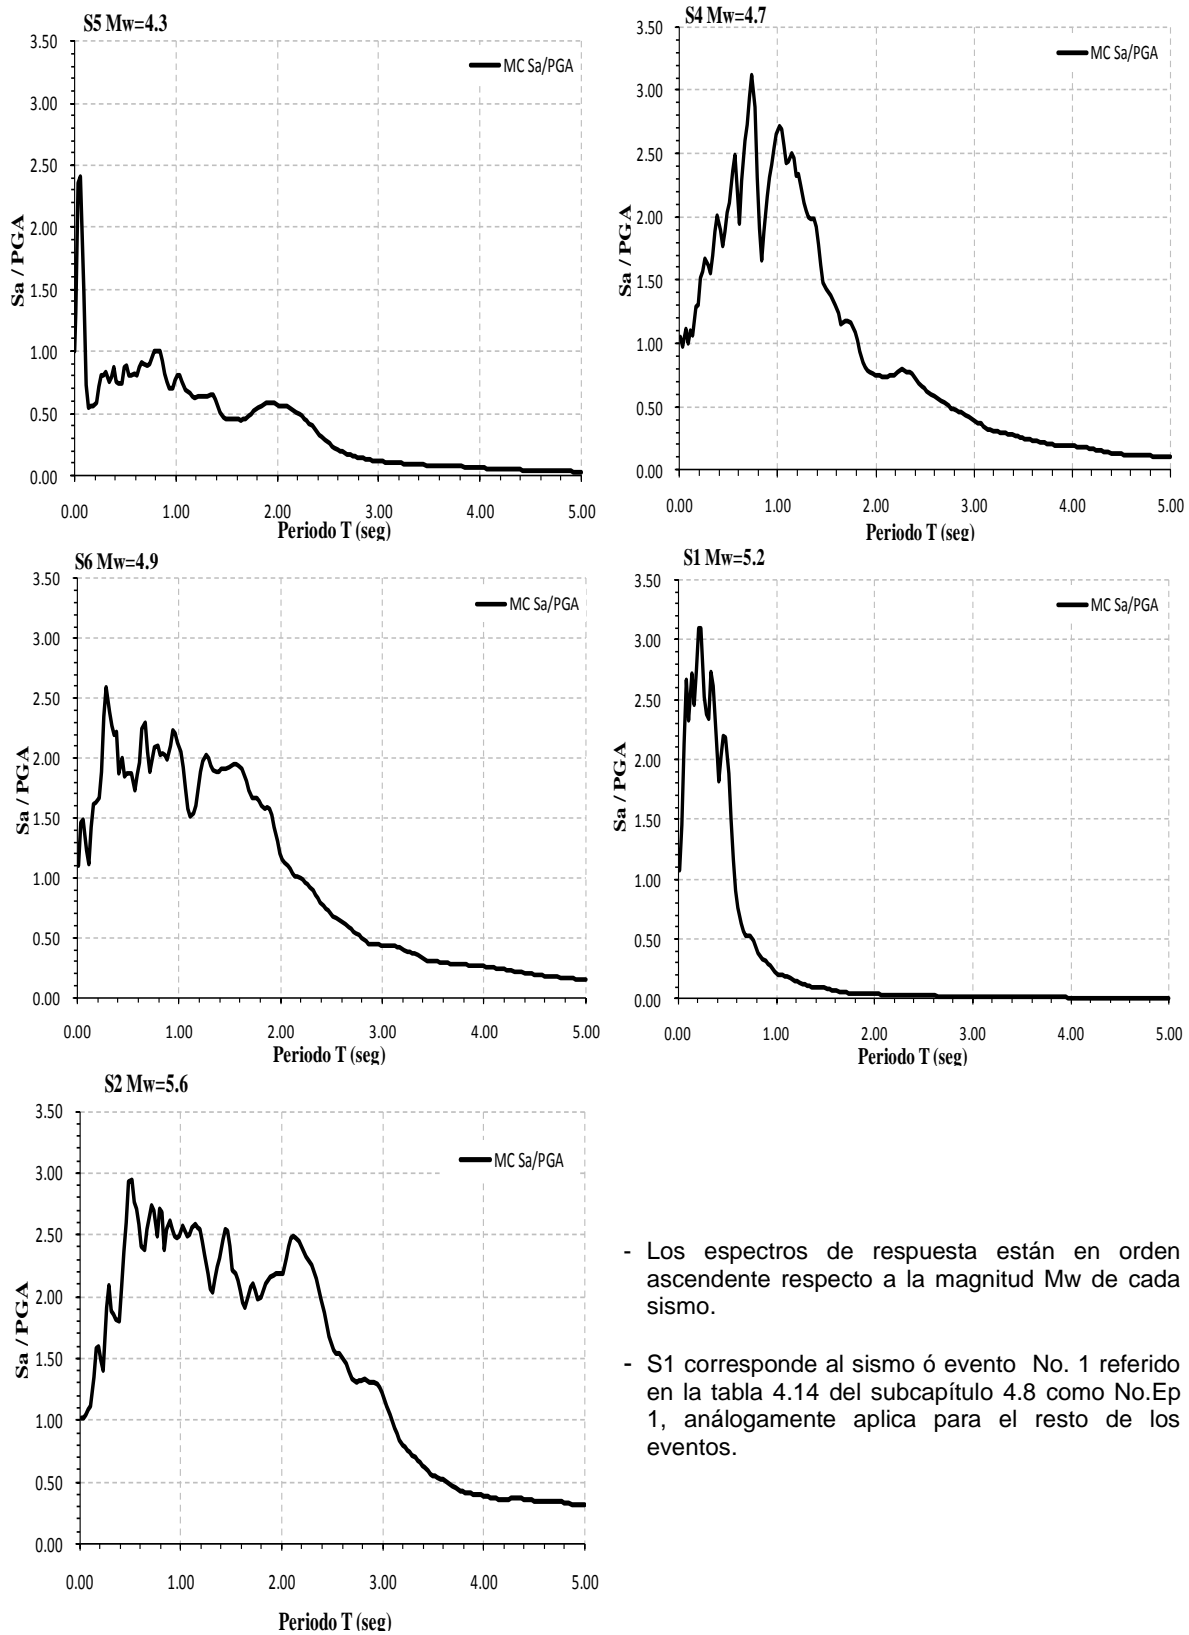 S5 Mw=4.3
3.50
3.00
2.50
2.00
1.50
1.00
0.50
0.00
Sa / PGA
MC Sa/PGA
0.00 1.00 2.00 3.00 4.00 5.00
Periodo T (seg)
S4 Mw=4.7
3.50
3.00
2.50
2.00
1.50
1.00
0.50
0.00
Sa / PGA
MC Sa/PGA
0.00 1.00 2.00 3.00 4.00 5.00
Periodo T (seg)
S6 Mw=4.9
3.50
3.00
2.50
2.00
1.50
1.00
0.50
0.00
Sa / PGA
MC Sa/PGA
0.00 1.00 2.00 3.00 4.00 5.00
Periodo T (seg)
S1 Mw=5.2
3.50
3.00
2.50
2.00
1.50
1.00
0.50
0.00
Sa / PGA
MC Sa/PGA
0.00 1.00 2.00 3.00 4.00 5.00
Periodo T (seg)
S2 Mw=5.6
3.50
3.00
2.50
2.00
1.50
1.00
0.50
0.00
Sa / PGA
MC Sa/PGA
0.00 1.00 2.00 3.00 4.00 5.00
Periodo T (seg)
- Los espectros de respuesta están en orden
ascendente respecto a la magnitud Mw de cada
sismo.
- S1 corresponde al sismo ó evento No. 1 referido
en la tabla 4.14 del subcapítulo 4.8 como No.Ep
1, análogamente aplica para el resto de los
eventos.